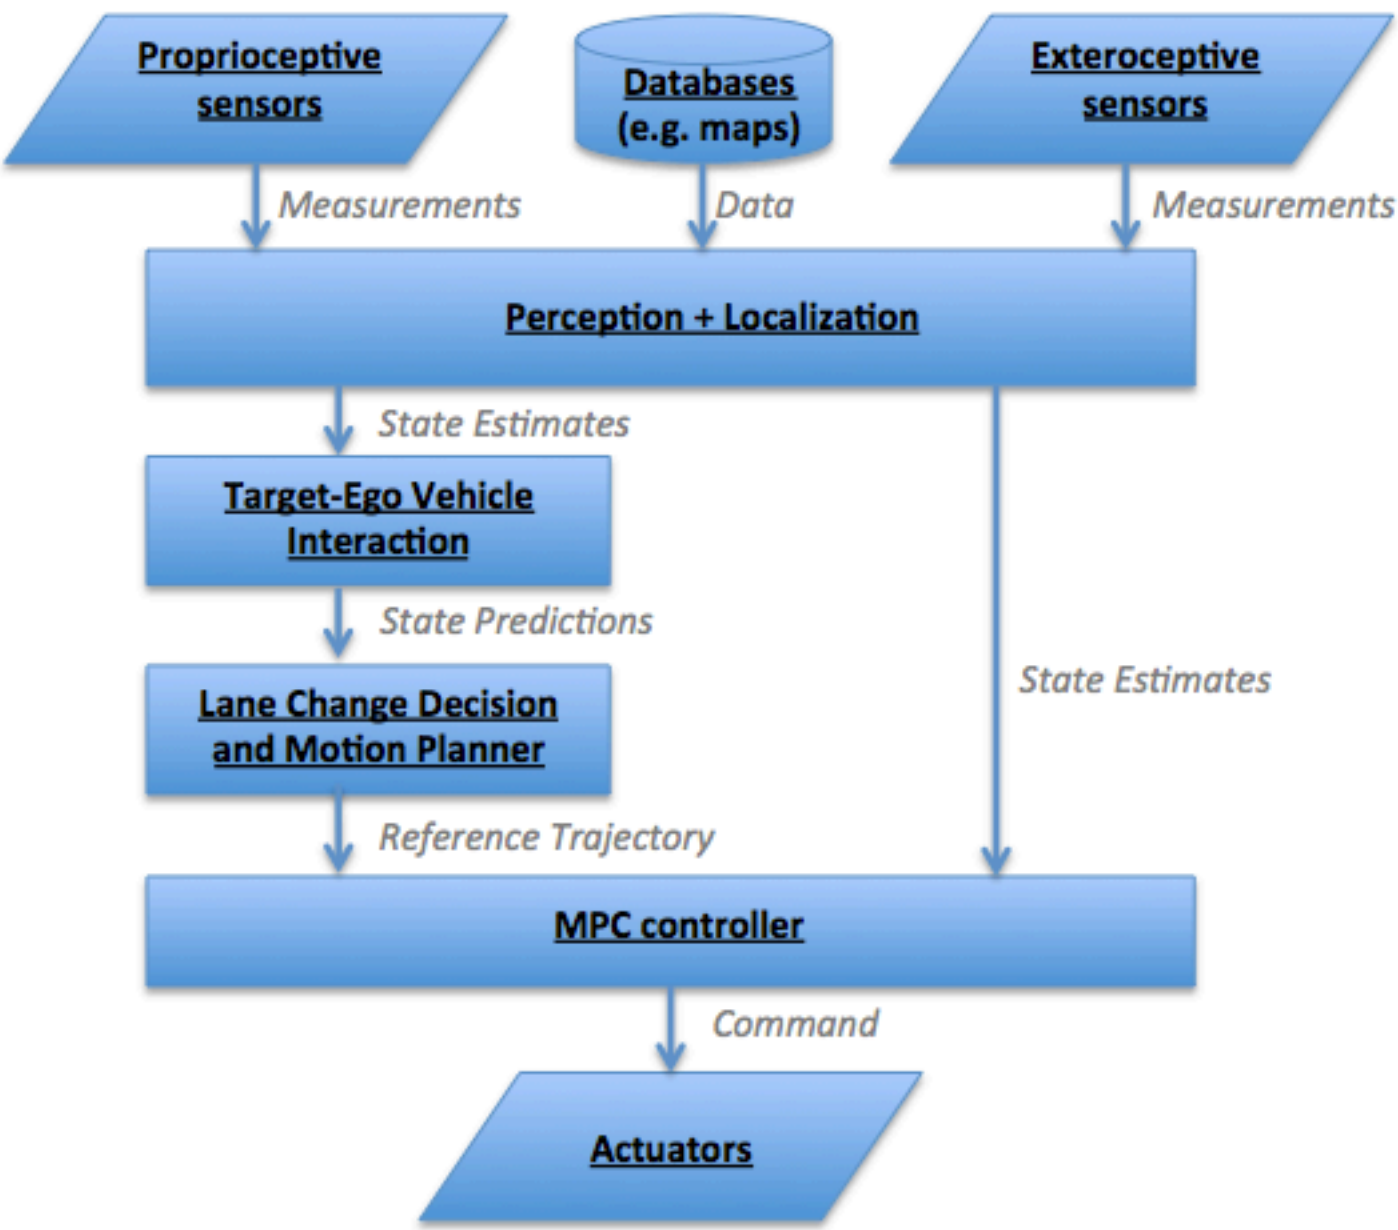 Proprioceptive
sensors
Databases
(e.g. maps)
Exteroceptive
sensors
Measurements
Data
Measurements
Perception + Localization
State Estimates
Target-Ego Vehicle
Interaction
State Predictions
Lane Change Decision
and Motion Planner
State Estimates
Reference Trajectory
MPC controller
Command
Actuators